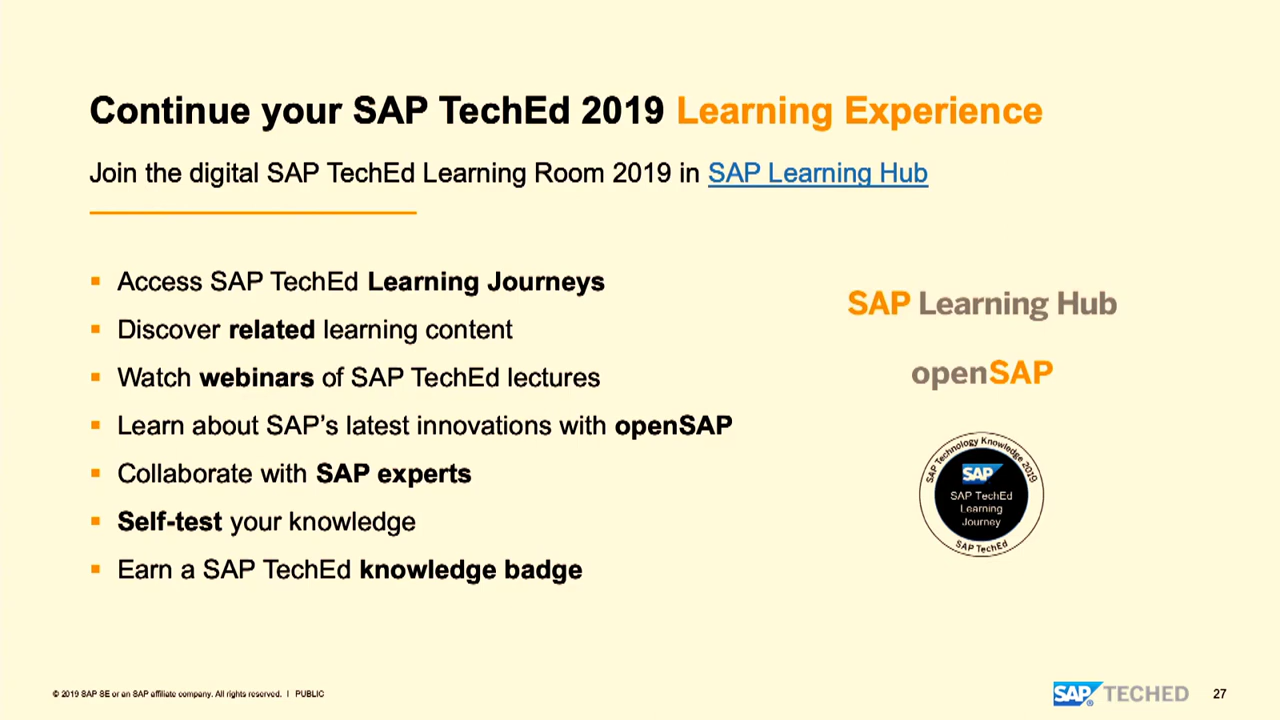 Continue your SAP TechEd 2019 Learning Experience
Join the digital SAP TechEd Learning Room 2019 in SAP Learning Hub
▪ Access SAP TechEd Learning Journeys
▪ Discover related learning content
▪ Watch webinars of SAP TechEd lectures
▪ Learn about SAP’s latest innovations with openSAP
▪ Collaborate with SAP experts
▪ Self-test your knowledge
▪ Earn a SAP TechEd knowledge badge
SAP Learning Hub
openSAP
SAP Technology Knowledge 2019
SAP
SAP TechEd
Learning
Journey
SAP TechEd
© 2019 SAP SE or an SAP affiliate company. All rights reserved. | PUBLIC
SAP® TECHED
27